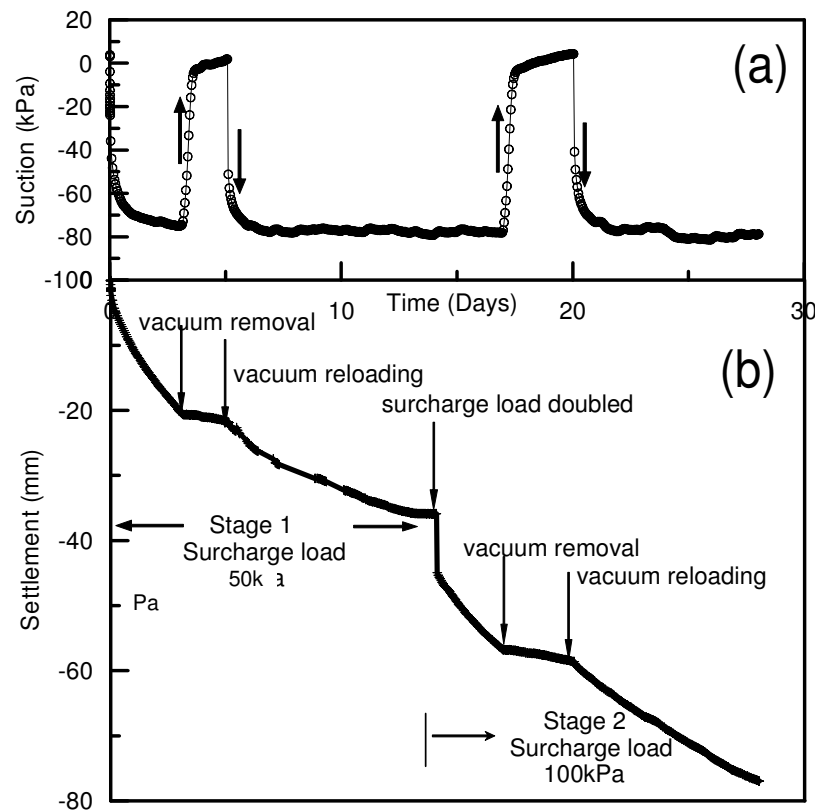 20
0
-20
-40
-60
-80
-100
Suction (kPa)
(a)
0
10
20
30
Time (Days)
vacuum removal
vacuum reloading
surcharge load doubled
(b)
-20
-40
-60
-80
Settlement (mm)
Stage 1
Surcharge load
50k
Pa
vacuum removal
vacuum reloading
Stage 2
Surcharge load
100kPa